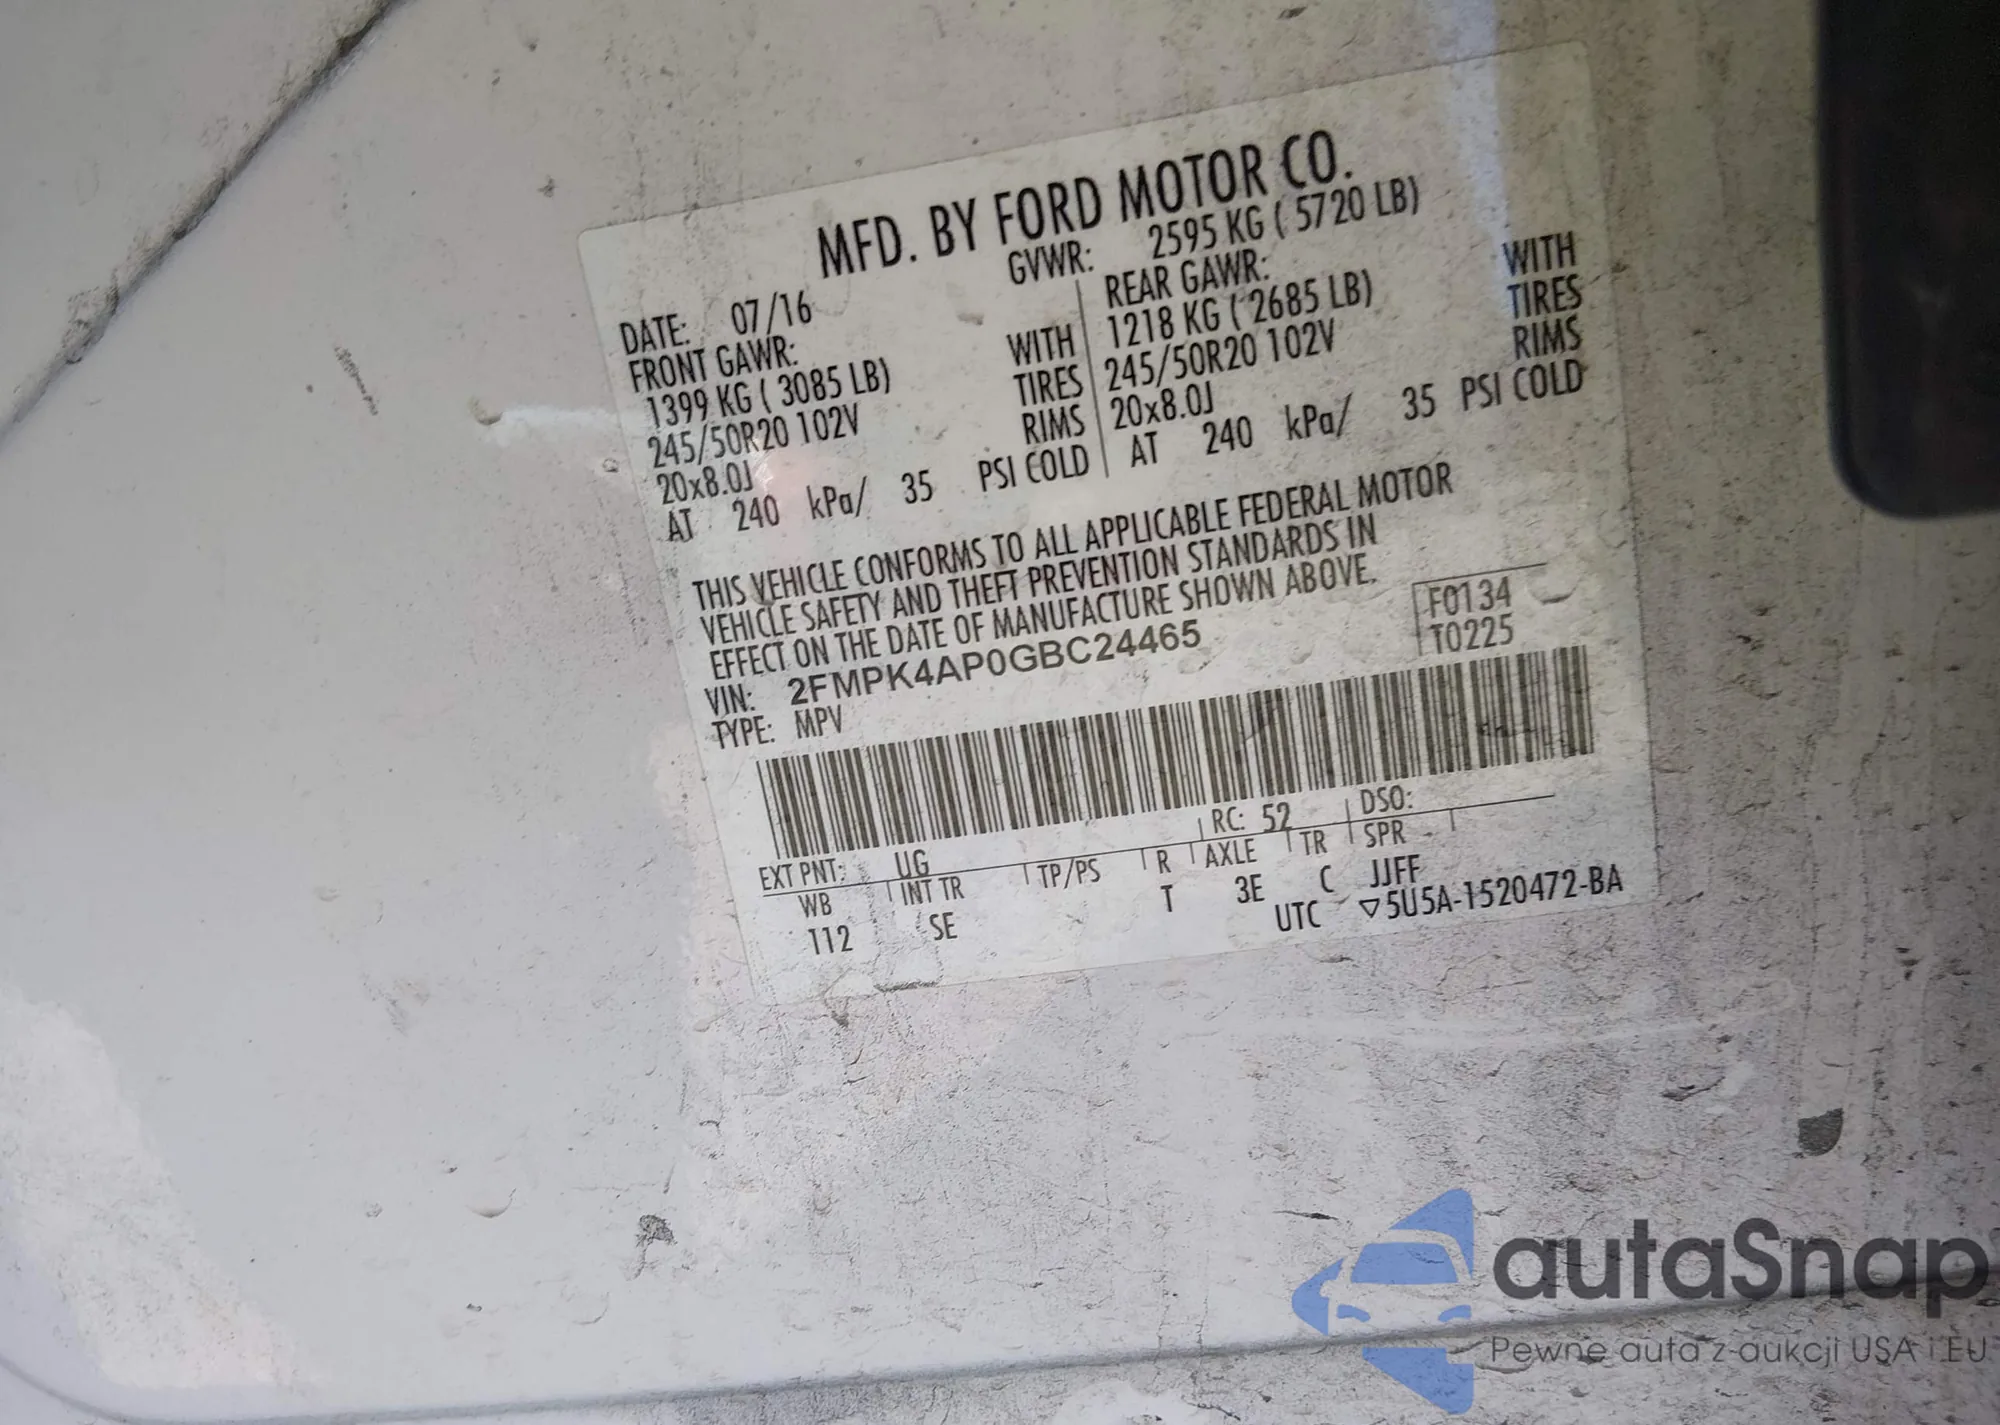 MFD. BY FORD MOTOR CO.
DATE: 07/16
GVWR: 2595 KG ( 5720 LB)
FRONT GAWR:
1399 KG ( 3085 LB) WITH
245/50R20 102V TIRES
20x8.0J RIMS
AT 240 kPa/ 35 PSI COLD
REAR GAWR:
1218 KG ( 2685 LB) WITH
245/50R20 102V TIRES
20x8.0J RIMS
AT 240 kPa/ 35 PSI COLD
THIS VEHICLE CONFORMS TO ALL APPLICABLE FEDERAL MOTOR
VEHICLE SAFETY AND THEFT PREVENTION STANDARDS IN
EFFECT ON THE DATE OF MANUFACTURE SHOWN ABOVE.
VIN: 2FMPK4AP0GBC24465
TYPE: MPV
F0134
T0225
EXT PNT: UG RC: 52 DSO:
WB INT TR TP/PS R AXLE TR SPR
112 SE T 3E C JJFF
UTC ▽5U5A-1520472-BA
autaSnap
Pewne auta z aukcji USA i EU